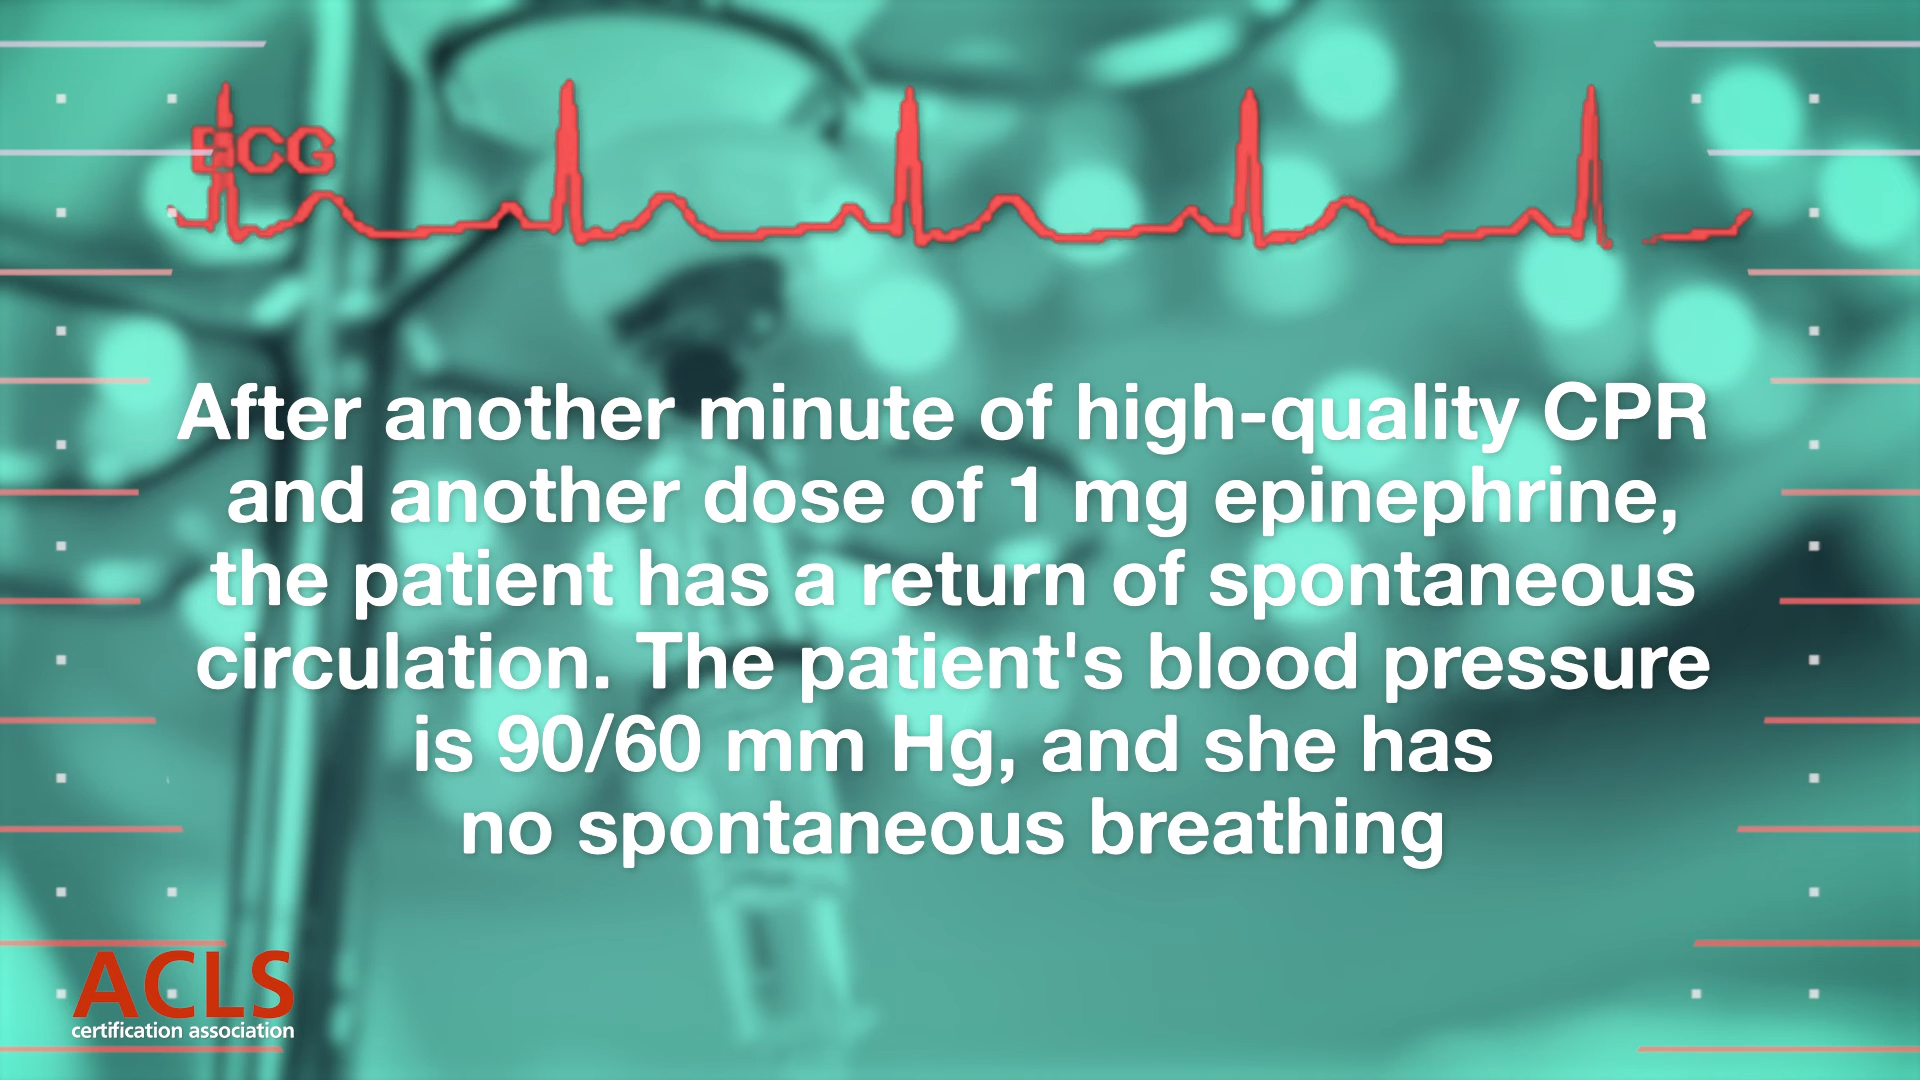 ECG
After another minute of high-quality CPR
and another dose of 1 mg epinephrine,
the patient has a return of spontaneous
circulation. The patient's blood pressure
is 90/60 mm Hg, and she has
no spontaneous breathing
ACLS
certification association